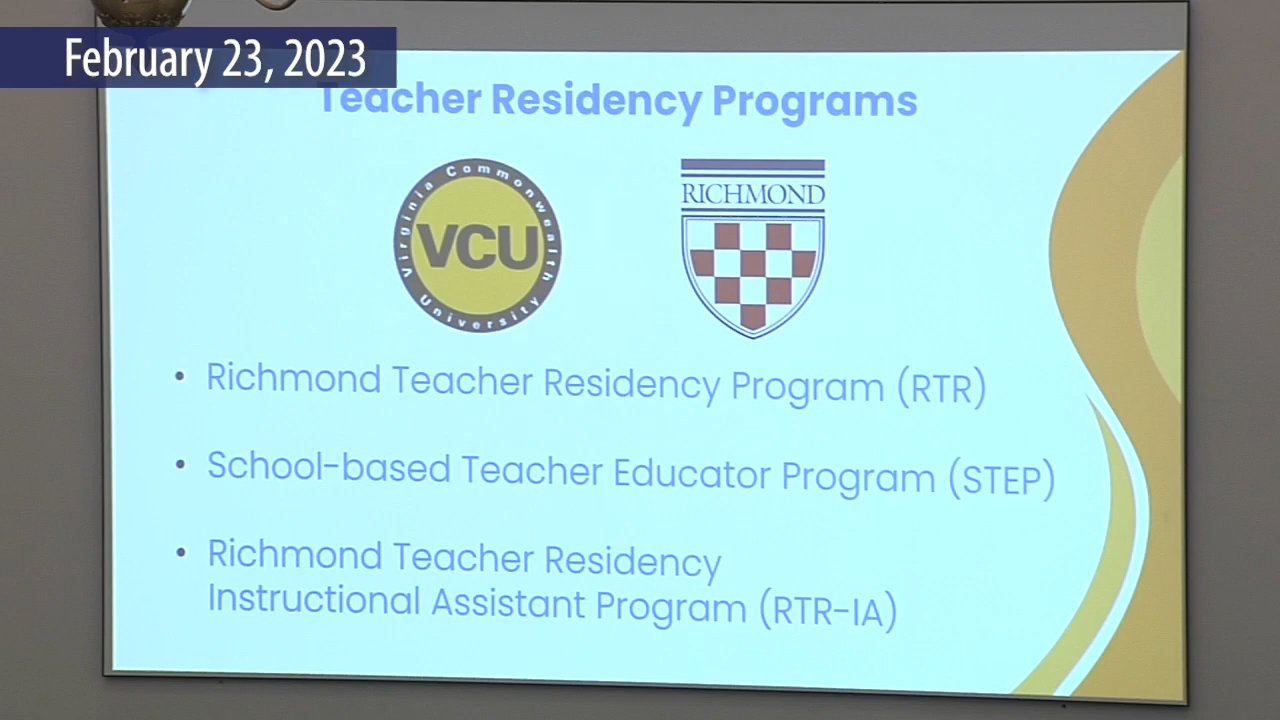 February 23, 2023
Teacher Residency Programs
Virginia Commonwealth
VCU
University
RICHMOND
• Richmond Teacher Residency Program (RTR)
• School-based Teacher Educator Program (STEP)
• Richmond Teacher Residency
Instructional Assistant Program (RTR-IA)